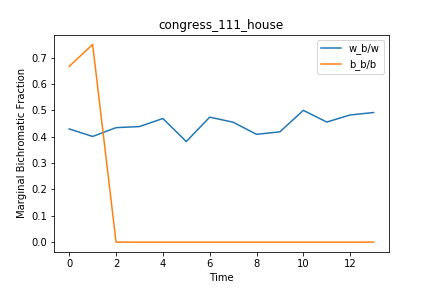 congress_111_house
w_b/w
b_b/b
Marginal Bichromatic Fraction
0.7
0.6
0.5
0.4
0.3
0.2
0.1
0.0
0 2 4 6 8 10 12
Time